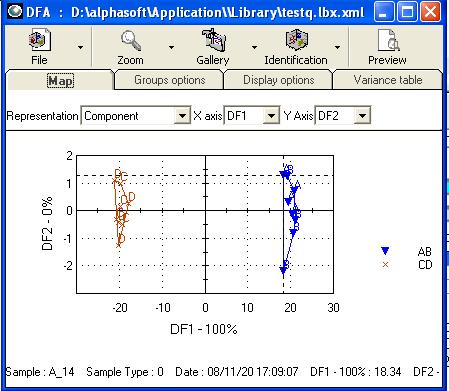 DFA : D:\alphasoft\Application\\Library\testq.lbx.xml
File Zoom Gallery Identification Preview
Map Groups options Display options Variance table
Representation Component X axis DF1 Y Axis DF2
2
1
0
-1
-2
DF2 - 0%
-20 -10 0 10 20 30
DF1 - 100%
AB
CD
Sample : A_14 Sample Type : 0 Date : 08/11/20 17:09:07 DF1 - 100% : 18.34 DF2 -